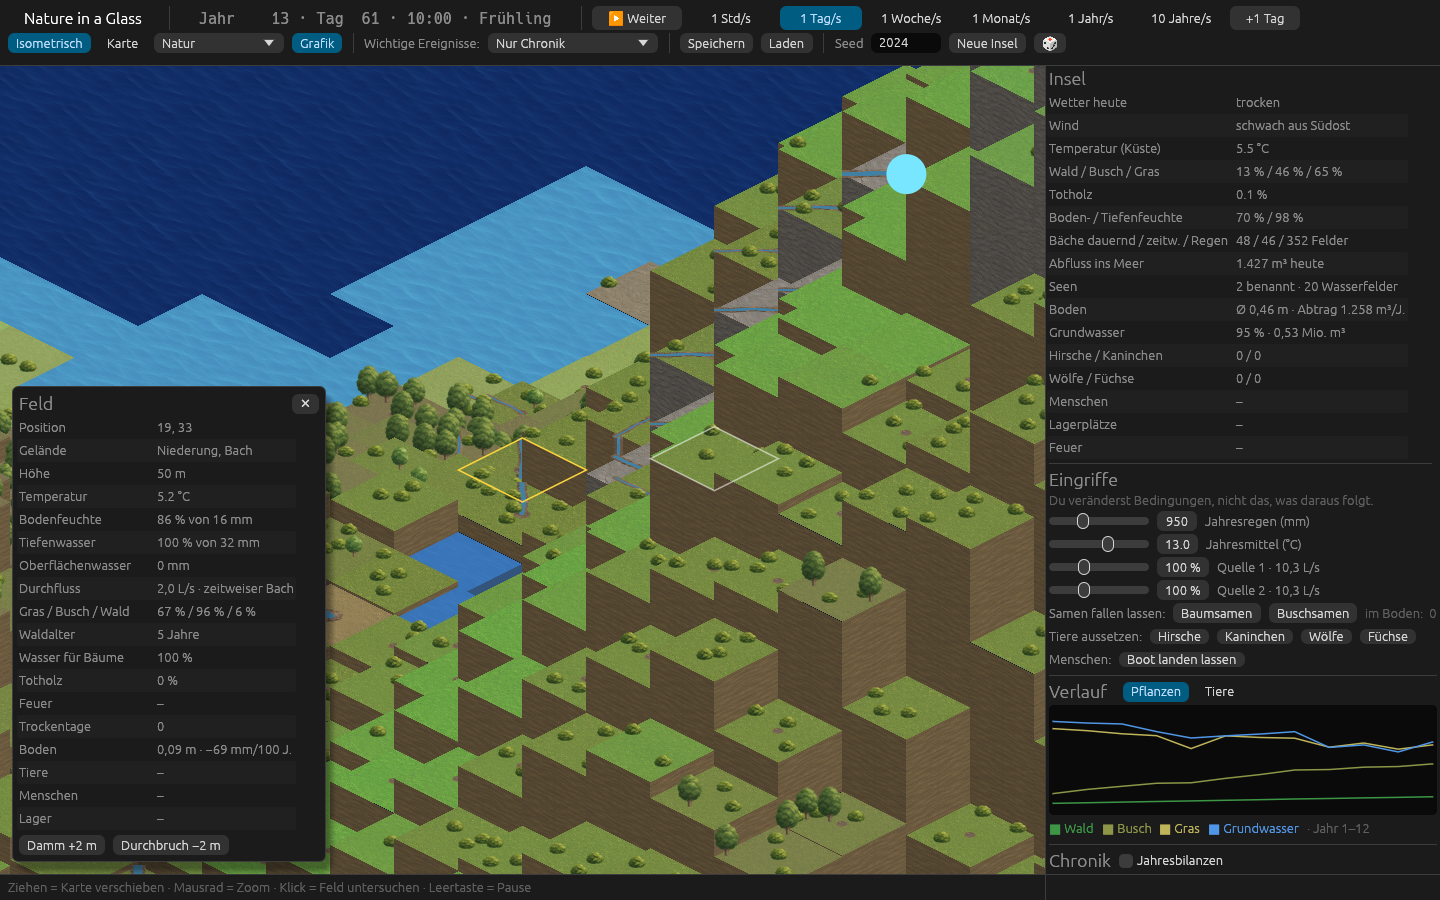 Nature in a Glass
Jahr 13 · Tag 61 · 10:00 · Frühling
Weiter
1 Std/s
1 Tag/s
1 Woche/s
1 Monat/s
1 Jahr/s
10 Jahre/s
+1 Tag
Isometrisch
Karte
Natur
Grafik
Wichtige Ereignisse:
Nur Chronik
Speichern
Laden
Seed
2024
Neue Insel
Feld
Position 19, 33
Gelände Niederung, Bach
Höhe 50 m
Temperatur 5.2 °C
Bodenfeuchte 86 % von 16 mm
Tiefenwasser 100 % von 32 mm
Oberflächenwasser 0 mm
Durchfluss 2,0 L/s · zeitweiser Bach
Gras / Busch / Wald 67 % / 96 % / 6 %
Waldalter 5 Jahre
Wasser für Bäume 100 %
Totholz 0 %
Feuer –
Trockentage 0
Boden 0,09 m · −69 mm/100 J.
Tiere –
Menschen –
Lager –
Damm +2 m
Durchbruch −2 m
Insel
Wetter heute trocken
Wind schwach aus Südost
Temperatur (Küste) 5.5 °C
Wald / Busch / Gras 13 % / 46 % / 65 %
Totholz 0.1 %
Boden- / Tiefenfeuchte 70 % / 98 %
Bäche dauernd / zeitw. / Regen 48 / 46 / 352 Felder
Abfluss ins Meer 1.427 m³ heute
Seen 2 benannt · 20 Wasserfelder
Boden Ø 0,46 m · Abtrag 1.258 m³/J.
Grundwasser 95 % · 0,53 Mio. m³
Hirsche / Kaninchen 0 / 0
Wölfe / Füchse 0 / 0
Menschen –
Lagerplätze –
Feuer –
Eingriffe
Du veränderst Bedingungen, nicht das, was daraus folgt.
950 Jahresregen (mm)
13.0 Jahresmittel (°C)
100 % Quelle 1 · 10,3 L/s
100 % Quelle 2 · 10,3 L/s
Samen fallen lassen: Baumsamen Buschsamen im Boden: 0
Tiere aussetzen: Hirsche Kaninchen Wölfe Füchse
Menschen: Boot landen lassen
Verlauf Pflanzen Tiere
Wald Busch Gras Grundwasser · Jahr 1–12
Chronik Jahresbilanzen
Ziehen = Karte verschieben · Mausrad = Zoom · Klick = Feld untersuchen · Leertaste = Pause